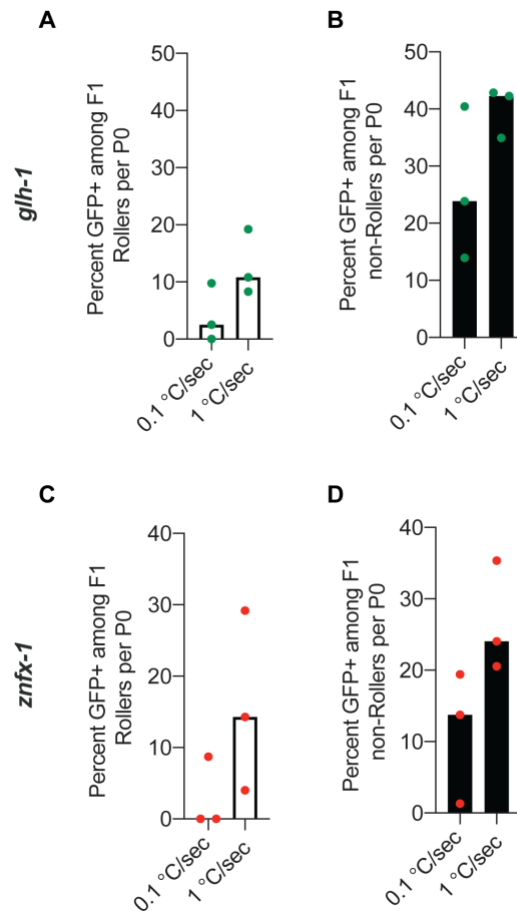 A
glh-1
Percent GFP+ among F1
Rollers per P0
50
40
30
20
10
0
0.1 °C/sec
1 °C/sec
B
Percent GFP+ among F1
non-Rollers per P0
50
40
30
20
10
0
0.1 °C/sec
1 °C/sec
C
znfx-1
Percent GFP+ among F1
Rollers per P0
40
30
20
10
0
0.1 °C/sec
1 °C/sec
D
Percent GFP+ among F1
non-Rollers per P0
40
30
20
10
0
0.1 °C/sec
1 °C/sec